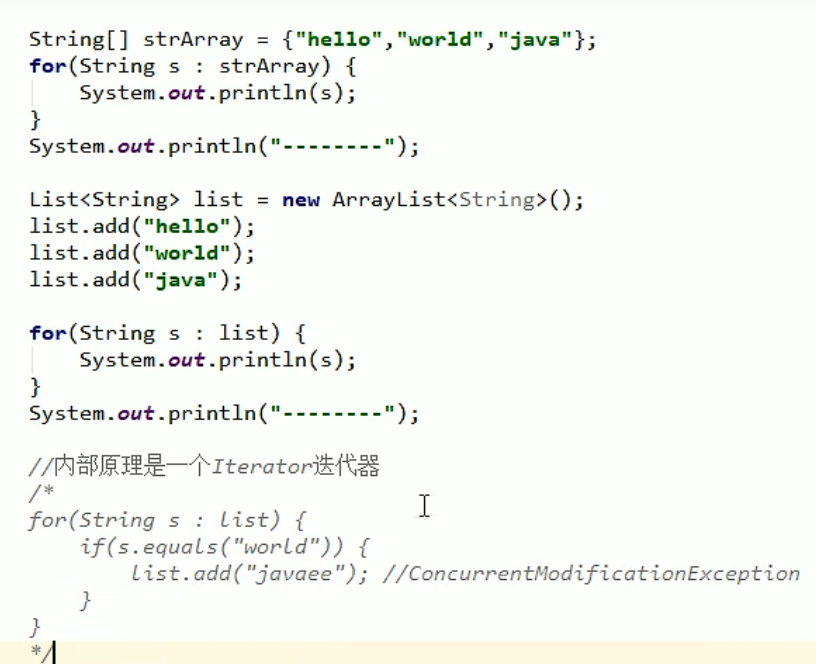 String[] strArray = {"hello","world","java"};
for(String s : strArray) {
    System.out.println(s);
}
System.out.println("--------");

List<String> list = new ArrayList<String>();
list.add("hello");
list.add("world");
list.add("java");

for(String s : list) {
    System.out.println(s);
}
System.out.println("--------");

//内部原理是一个Iterator迭代器
/*
for(String s : list) {
    if(s.equals("world")) {
        list.add("javaee"); //ConcurrentModificationException
    }
}
*/